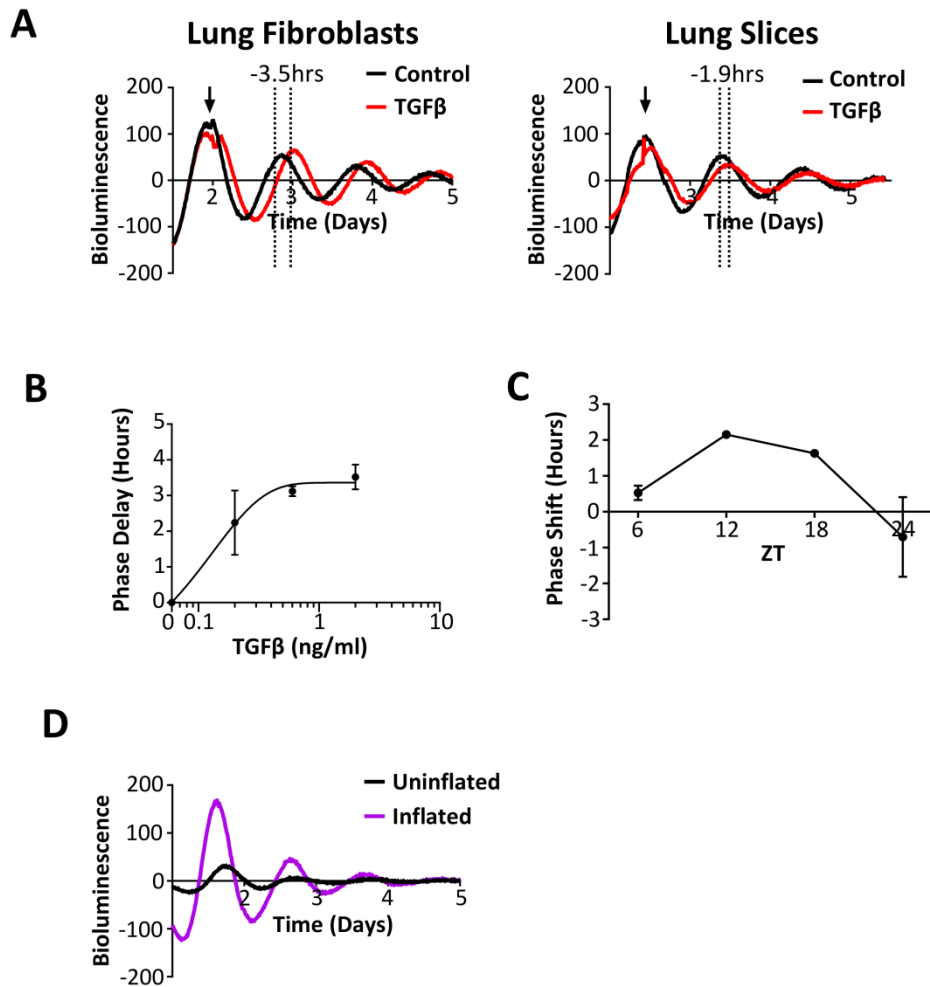 A
Lung Fibroblasts
Lung Slices
-3.5hrs
Control
TGFβ
-1.9hrs
Control
TGFβ
Bioluminescence
200
100
0
-100
-200
2
3
4
5
Time (Days)
Bioluminescence
200
100
0
-100
-200
3
4
5
Time (Days)
B
Phase Delay (Hours)
5
4
3
2
1
0
0
0.1
1
10
TGFβ (ng/ml)
C
Phase Shift (Hours)
3
2
1
0
-1
-2
-3
6
12
18
24
ZT
D
Uninflated
Inflated
Bioluminescence
200
100
0
-100
-200
2
3
4
5
Time (Days)